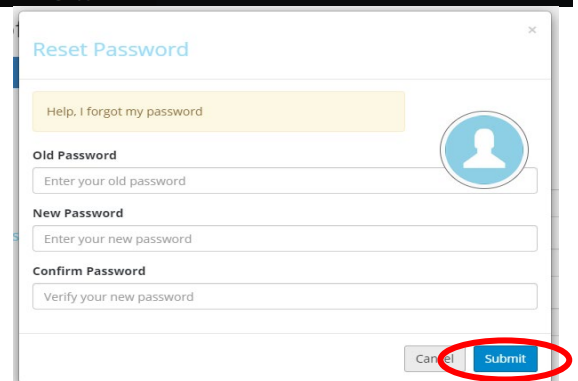 ×
Reset Password
Help, I forgot my password
Old Password
Enter your old password
New Password
Enter your new password
Confirm Password
Verify your new password
Cancel Submit